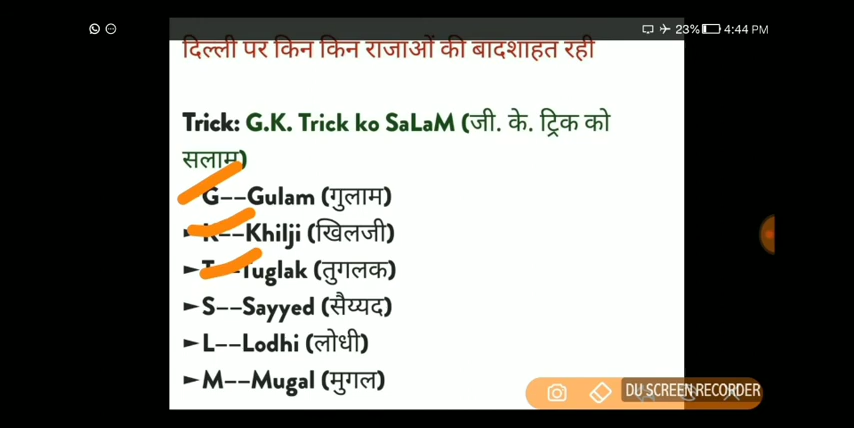 23% 4:44 PM
दिल्ली पर किन किन राजाओं की बादशाहत रही
Trick: G.K. Trick ko SaLaM (जी. के. ट्रिक को
सलाम)
G--Gulam (गुलाम)
►K--Khilji (खिलजी)
►T--Tuglak (तुगलक)
►S--Sayyed (सैय्यद)
►L--Lodhi (लोधी)
►M--Mugal (मुगल)
DU SCREEN RECORDER